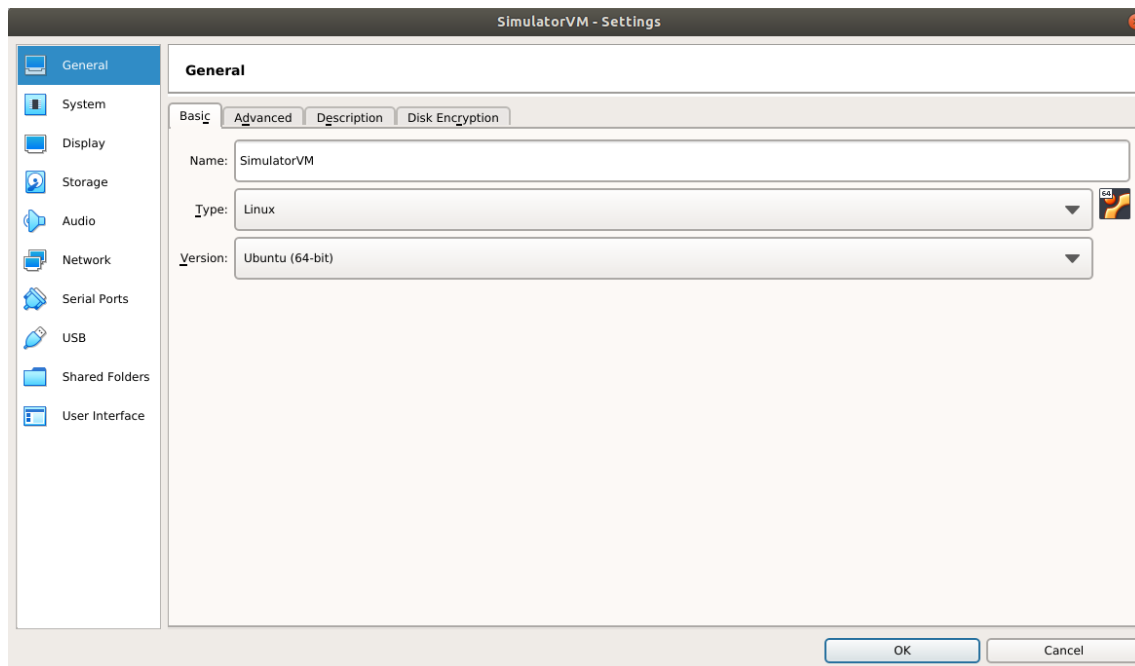 SimulatorVM - Settings
General
System
Display
Storage
Audio
Network
Serial Ports
USB
Shared Folders
User Interface
General
Basic Advanced Description Disk Encryption
Name: SimulatorVM
Type: Linux
64
Version: Ubuntu (64-bit)
OK Cancel